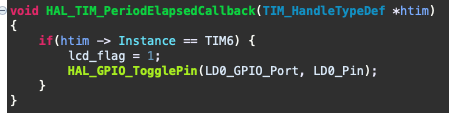 void HAL_TIM_PeriodElapsedCallback(TIM_HandleTypeDef *htim)
{
    if(htim -> Instance == TIM6) {
        lcd_flag = 1;
        HAL_GPIO_TogglePin(LD0_GPIO_Port, LD0_Pin);
    }
}